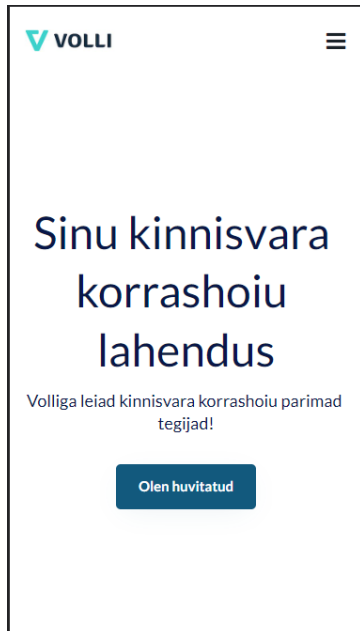 VOLLI
Sinu kinnisvara
korrashoiu
lahendus
Volliga leiad kinnisvara korrashoiu parimad
tegijad!
Olen huvitatud